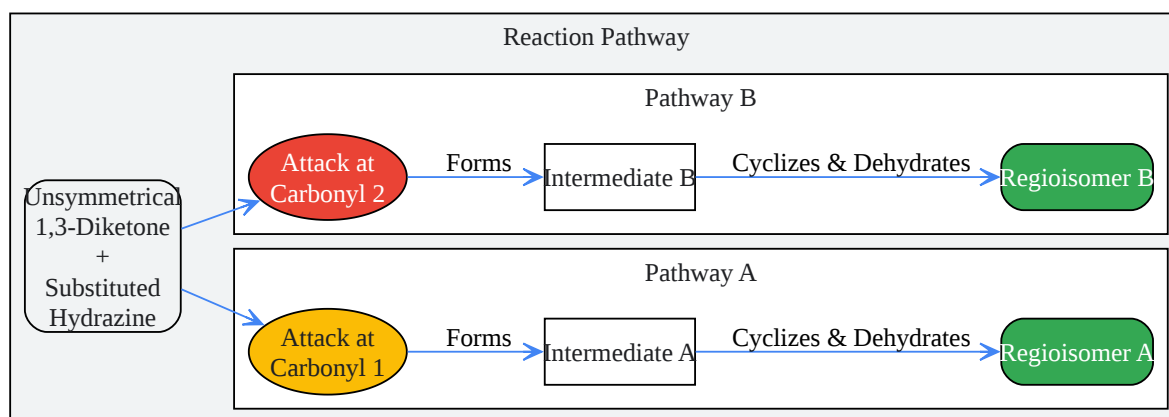 Reaction Pathway
Unsymmetrical
1,3-Diketone
+
Substituted
Hydrazine
Pathway B
Attack at
Carbonyl 2
Forms
Intermediate B
Cyclizes & Dehydrates
Regioisomer B
Pathway A
Attack at
Carbonyl 1
Forms
Intermediate A
Cyclizes & Dehydrates
Regioisomer A